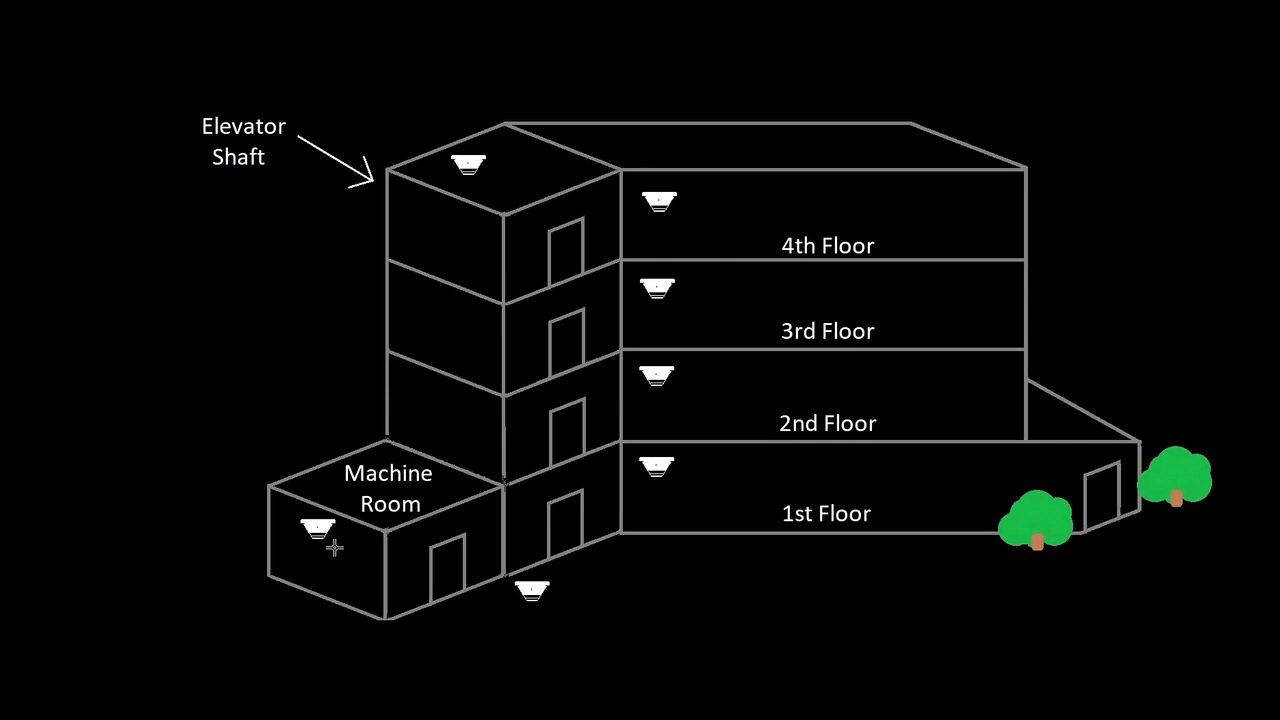 Elevator
Shaft
4th Floor
3rd Floor
2nd Floor
Machine
Room
1st Floor